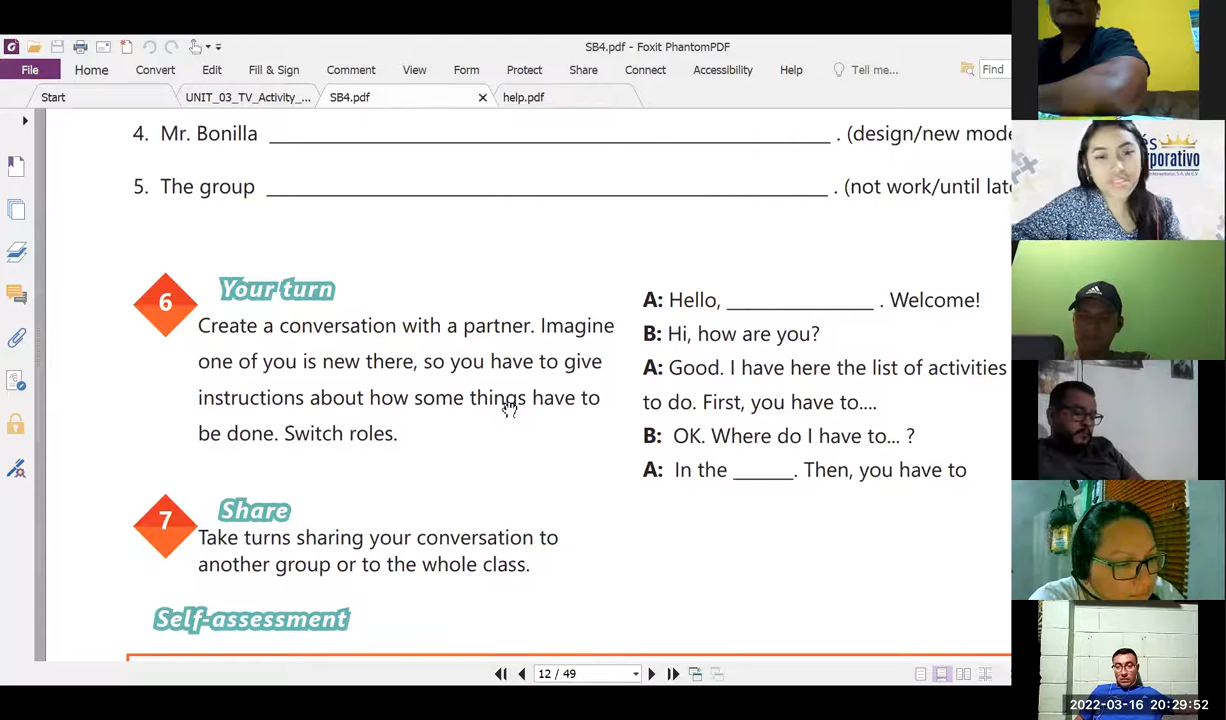 SB4.pdf - Foxit PhantomPDF
File Home Convert Edit Fill & Sign Comment View Form Protect Share Connect Accessibility Help Tell me... Find
Start UNIT_03_TV_Activity_... SB4.pdf help.pdf
4. Mr. Bonilla ______ . (design/new mode
5. The group ______ . (not work/until late
6 Your turn
Create a conversation with a partner. Imagine
one of you is new there, so you have to give
instructions about how some things have to
be done. Switch roles.
A: Hello, ______ . Welcome!
B: Hi, how are you?
A: Good. I have here the list of activities
to do. First, you have to....
B: OK. Where do I have to... ?
A: In the ______. Then, you have to
7 Share
Take turns sharing your conversation to
another group or to the whole class.
Self-assessment
12 / 49
és
rporativo
2022-03-16 20:29:52